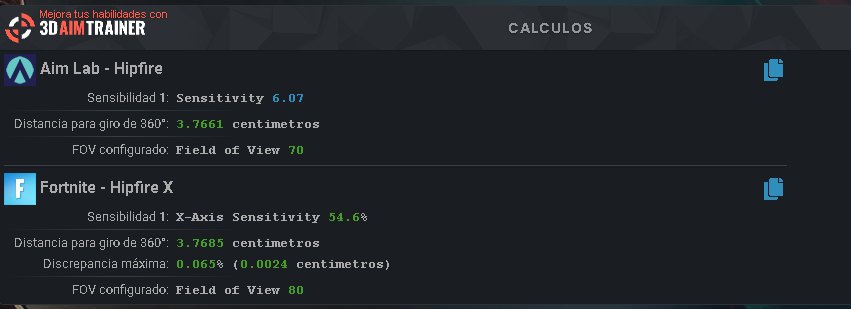 Mejora tus habilidades con
3DAIMTRAINER
CALCULOS
Aim Lab - Hipfire
Sensibilidad 1: Sensitivity 6.07
Distancia para giro de 360°: 3.7661 centimetros
FOV configurado: Field of View 70
F
Fortnite - Hipfire X
Sensibilidad 1: X-Axis Sensitivity 54.6%
Distancia para giro de 360°: 3.7685 centimetros
Discrepancia máxima: 0.065% (0.0024 centimetros)
FOV configurado: Field of View 80